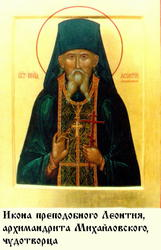 Икона преподобного Леонтия,
архимандрита Михайловского,
чудотворца